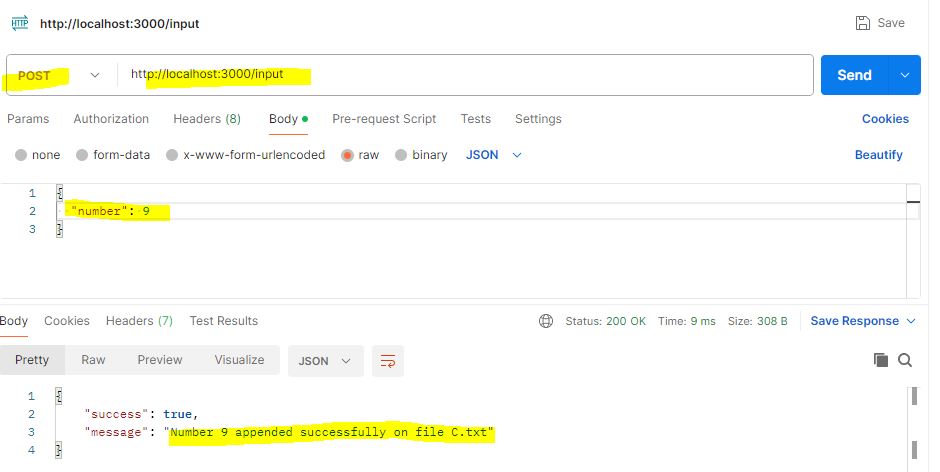 HTTP http://localhost:3000/input Save
POST http://localhost:3000/input Send
Params Authorization Headers (8) Body Pre-request Script Tests Settings Cookies
none form-data x-www-form-urlencoded raw binary JSON Beautify
1 {
2 "number": 9
3 }
Body Cookies Headers (7) Test Results Status: 200 OK Time: 9 ms Size: 308 B Save Response
Pretty Raw Preview Visualize JSON
1 {
2 "success": true,
3 "message": "Number 9 appended successfully on file C.txt"
4 }